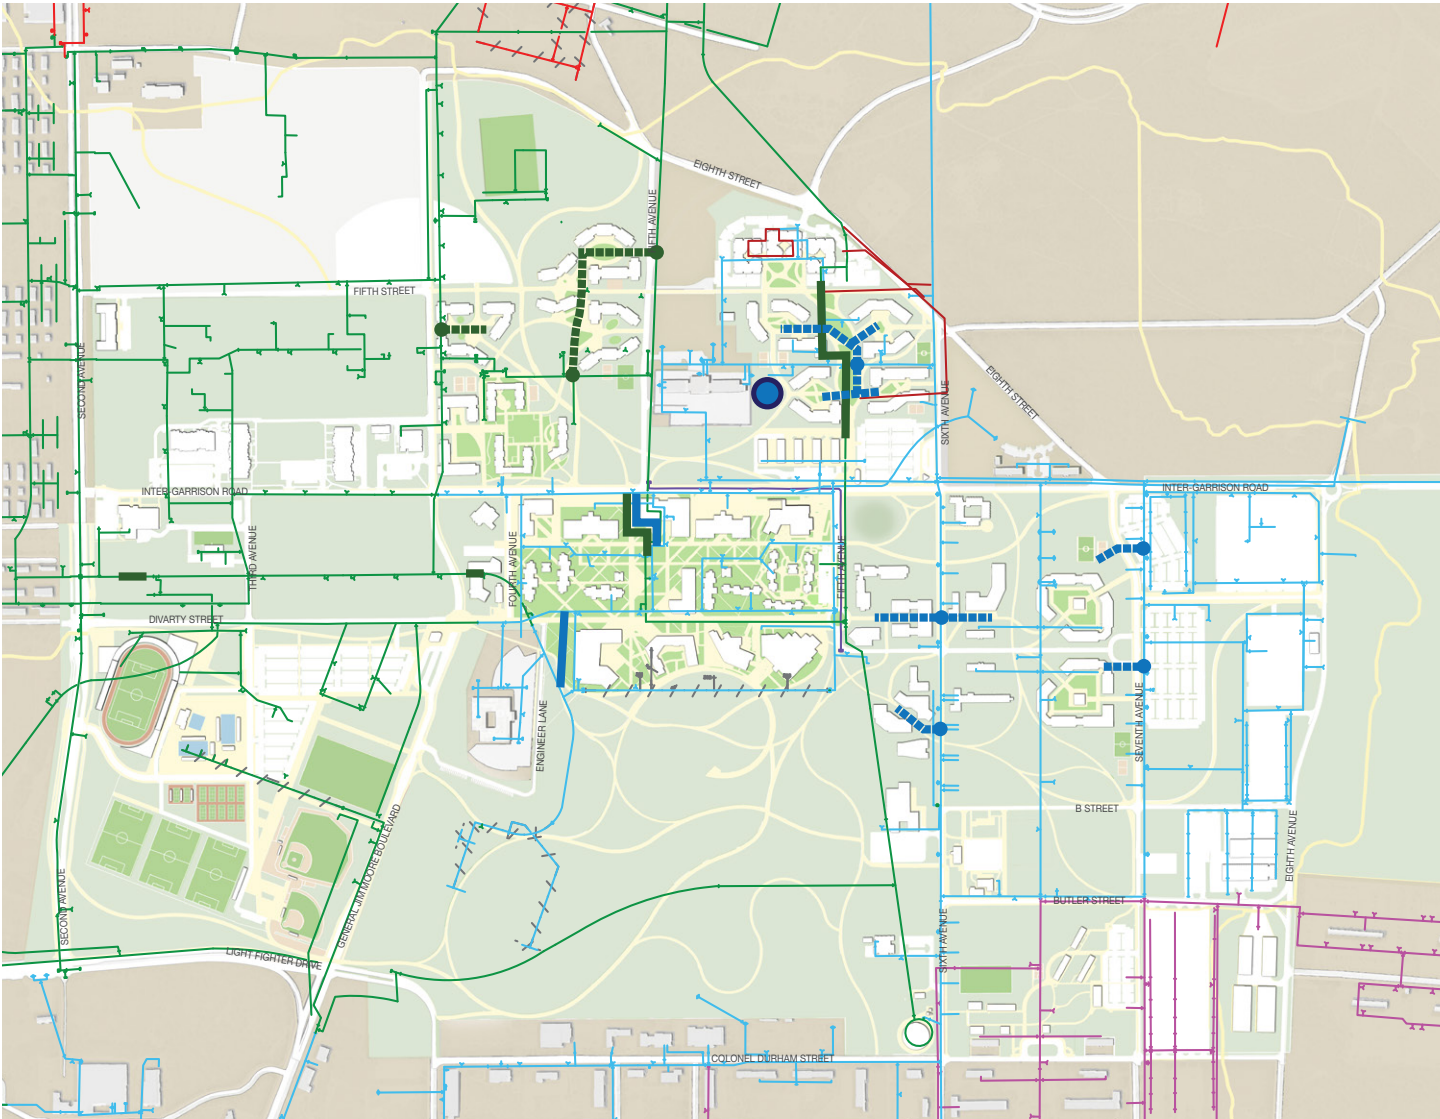 EIGHTH STREET
FIFTH AVENUE
FIFTH STREET
SECOND AVENUE
EIGHTH STREET
SIXTH AVENUE
INTER-GARRISON ROAD
INTER-GARRISON ROAD
THIRD AVENUE
FOURTH AVENUE
FIFTH AVENUE
DIVARTY STREET
ENGINEER LANE
SEVENTH AVENUE
B STREET
GENERAL JIM MOORE BOULEVARD
EIGHTH AVENUE
SECOND AVENUE
BUTLER STREET
SIXTH AVENUE
LIGHT FIGHTER DRIVE
COLONEL DURHAM STREET